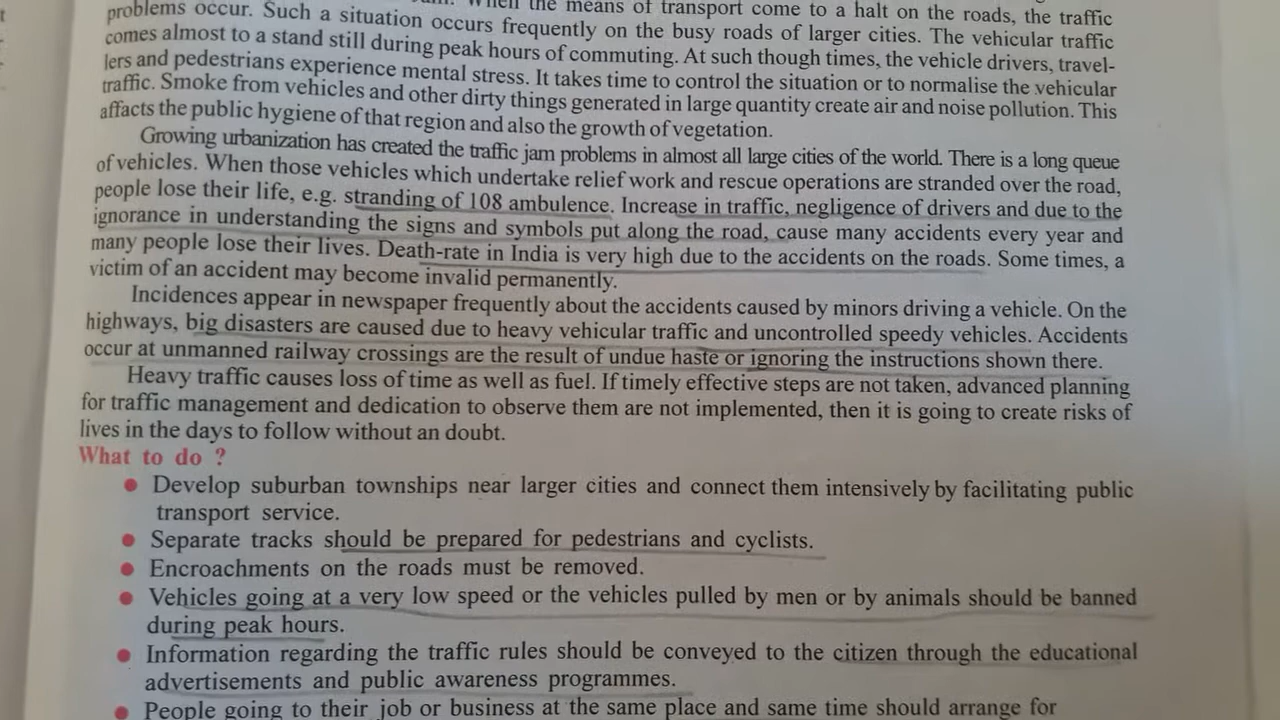 When the means of transport come to a halt on the roads, the traffic
problems occur. Such a situation occurs frequently on the busy roads of larger cities. The vehicular traffic
comes almost to a stand still during peak hours of commuting. At such though times, the vehicle drivers, travel-
lers and pedestrians experience mental stress. It takes time to control the situation or to normalise the vehicular
traffic. Smoke from vehicles and other dirty things generated in large quantity create air and noise pollution. This
affacts the public hygiene of that region and also the growth of vegetation.
Growing urbanization has created the traffic jam problems in almost all large cities of the world. There is a long queue
of vehicles. When those vehicles which undertake relief work and rescue operations are stranded over the road,
people lose their life, e.g. stranding of 108 ambulence. Increase in traffic, negligence of drivers and due to the
ignorance in understanding the signs and symbols put along the road, cause many accidents every year and
many people lose their lives. Death-rate in India is very high due to the accidents on the roads. Some times, a
victim of an accident may become invalid permanently.
Incidences appear in newspaper frequently about the accidents caused by minors driving a vehicle. On the
highways, big disasters are caused due to heavy vehicular traffic and uncontrolled speedy vehicles. Accidents
occur at unmanned railway crossings are the result of undue haste or ignoring the instructions shown there.
Heavy traffic causes loss of time as well as fuel. If timely effective steps are not taken, advanced planning
for traffic management and dedication to observe them are not implemented, then it is going to create risks of
lives in the days to follow without an doubt.
What to do ?
● Develop suburban townships near larger cities and connect them intensively by facilitating public
transport service.
● Separate tracks should be prepared for pedestrians and cyclists.
● Encroachments on the roads must be removed.
● Vehicles going at a very low speed or the vehicles pulled by men or by animals should be banned
during peak hours.
● Information regarding the traffic rules should be conveyed to the citizen through the educational
advertisements and public awareness programmes.
● People going to their job or business at the same place and same time should arrange for